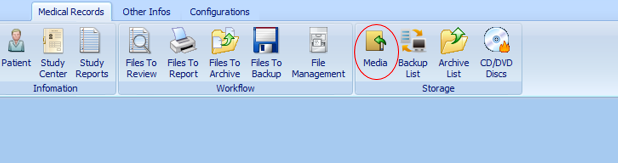 Medical Records Other Infos Configurations
Patient Study Center Study Reports Files To Review Files To Report Files To Archive Files To Backup File Management Media Backup List Archive List CD/DVD Discs
Infomation Workflow Storage